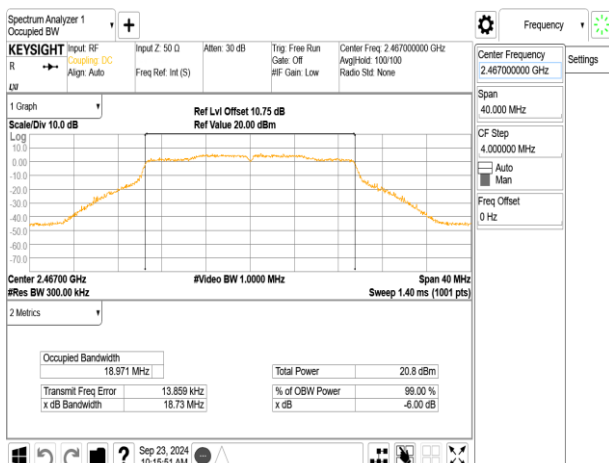 Spectrum Analyzer 1
Occupied BW
Frequency
KEYSIGHT Input: RF Input Z: 50 Ω Atten: 30 dB Trig: Free Run Center Freq: 2.467000000 GHz
R Coupling: DC Gate: Off Avg|Hold: 100/100
Align: Auto Freq Ref: Int (S) #IF Gain: Low Radio Std: None
LXI
Center Frequency
2.467000000 GHz
Settings
Span
40.000 MHz
CF Step
4.000000 MHz
Auto
Man
Freq Offset
0 Hz
1 Graph
Ref Lvl Offset 10.75 dB
Scale/Div 10.0 dB Ref Value 20.00 dBm
Log
10.0
0.00
-10.0
-20.0
-30.0
-40.0
-50.0
-60.0
-70.0
Center 2.46700 GHz #Video BW 1.0000 MHz Span 40 MHz
#Res BW 300.00 kHz Sweep 1.40 ms (1001 pts)
2 Metrics
Occupied Bandwidth
18.971 MHz Total Power 20.8 dBm
Transmit Freq Error 13.859 kHz % of OBW Power 99.00 %
x dB Bandwidth 18.73 MHz x dB -6.00 dB
? Sep 23, 2024
10:15:51 AM